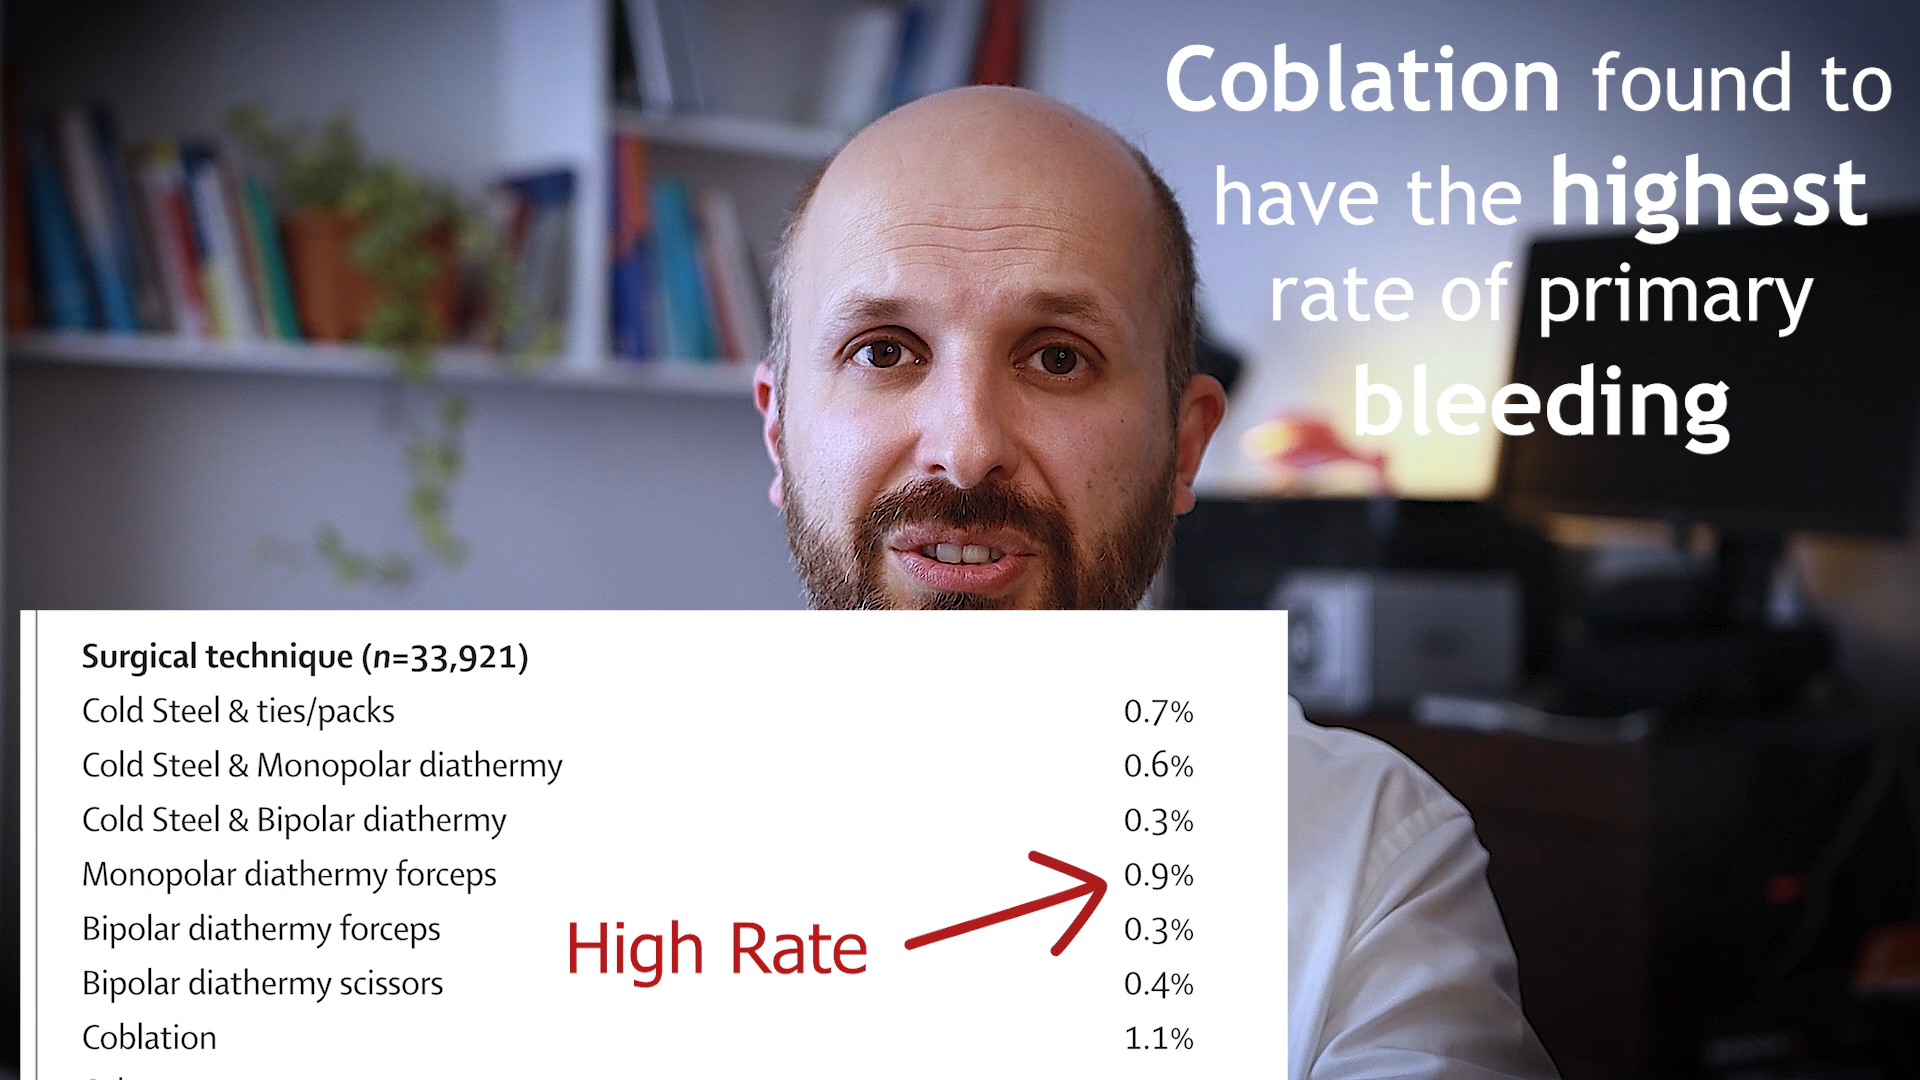 Coblation found to
have the highest
rate of primary
bleeding
Surgical technique (n=33,921)
Cold Steel & ties/packs 0.7%
Cold Steel & Monopolar diathermy 0.6%
Cold Steel & Bipolar diathermy 0.3%
Monopolar diathermy forceps 0.9%
Bipolar diathermy forceps 0.3%
High Rate
Bipolar diathermy scissors 0.4%
Coblation 1.1%